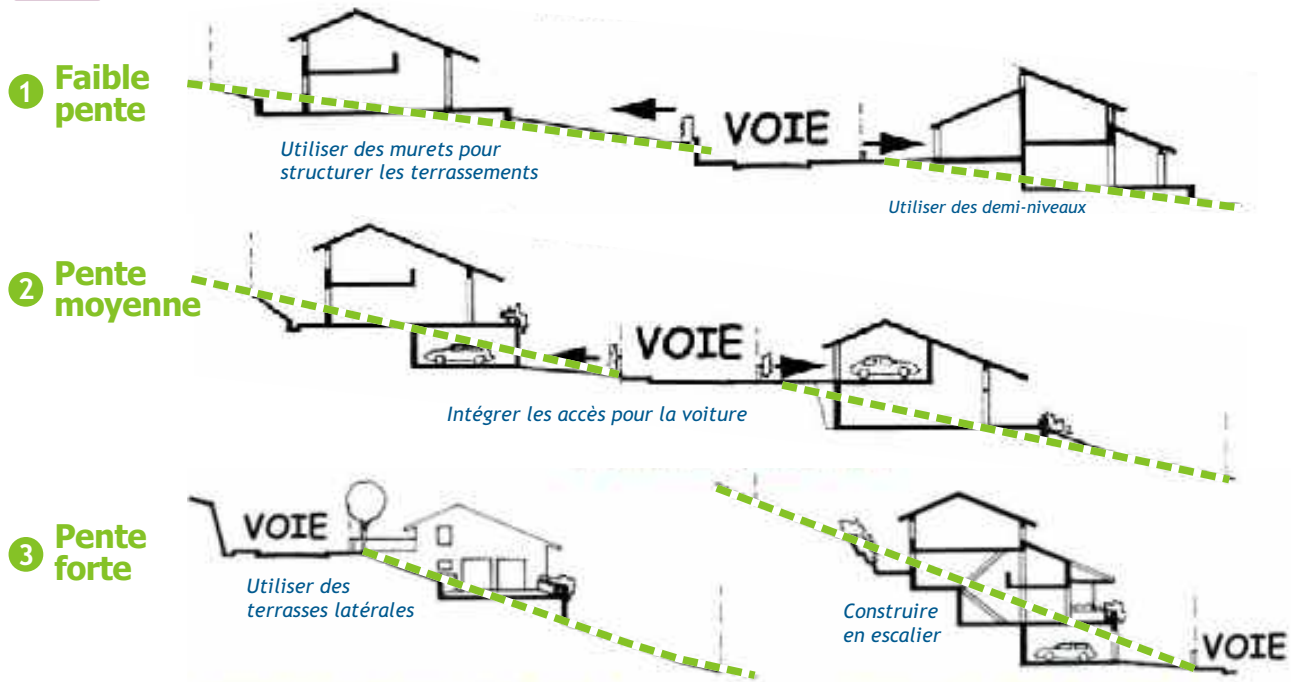 1 Faible
pente
Utiliser des murets pour
structurer les terrassements
VOIE
Utiliser des demi-niveaux
2 Pente
moyenne
VOIE
Intégrer les accès pour la voiture
3 Pente
forte
VOIE
Utiliser des
terrasses latérales
Construire
en escalier
VOIE